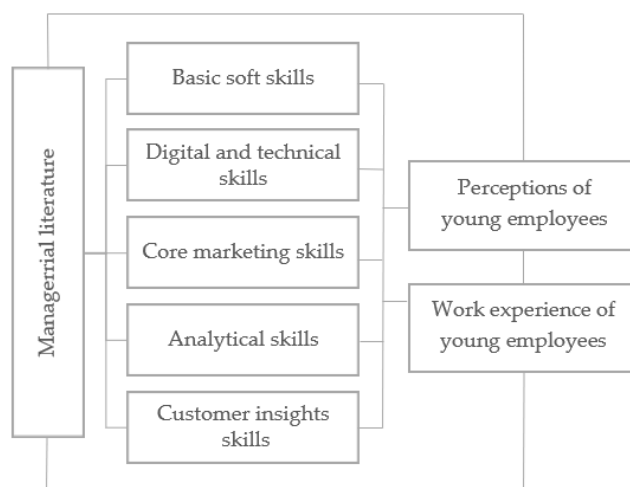 Managerrial literature
Basic soft skills
Digital and technical
skills
Core marketing skills
Analytical skills
Customer insights
skills
Perceptions of
young employees
Work experience of
young employees